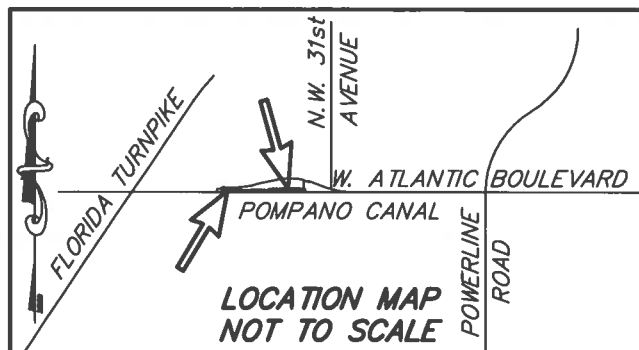 FLORIDA TURNPIKE
N.W. 31st
AVENUE
W. ATLANTIC BOULEVARD
POMPANO CANAL
POWERLINE
ROAD
LOCATION MAP
NOT TO SCALE